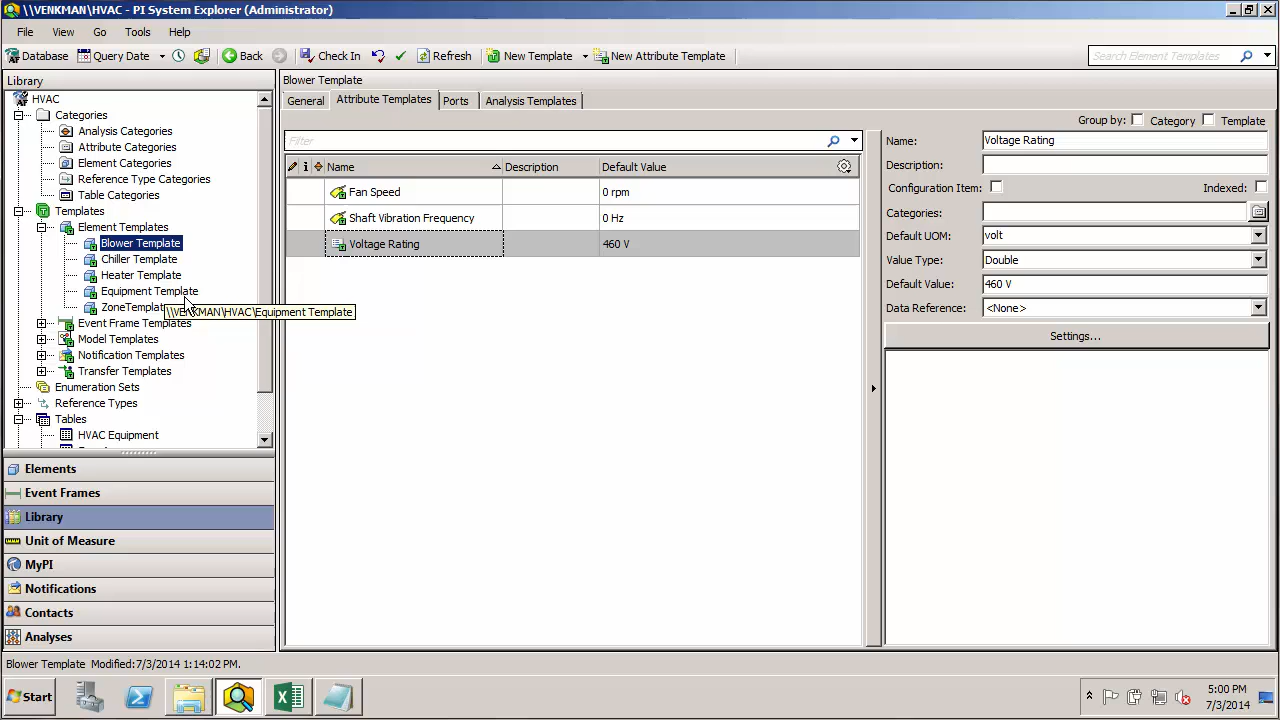 \\VENKMAN\HVAC - PI System Explorer (Administrator)
File View Go Tools Help
Database Query Date Back Check In Refresh New Template New Attribute Template Search Element Templates
Library
HVAC
Categories
Analysis Categories
Attribute Categories
Element Categories
Reference Type Categories
Table Categories
Templates
Element Templates
Blower Template
Chiller Template
Heater Template
Equipment Template
ZoneTemplat
\\VENKMAN\HVAC\Equipment Template
Event Frame Templates
Model Templates
Notification Templates
Transfer Templates
Enumeration Sets
Reference Types
Tables
HVAC Equipment
Elements
Event Frames
Library
Unit of Measure
MyPI
Notifications
Contacts
Analyses
Blower Template
General Attribute Templates Ports Analysis Templates
Group by: Category Template
Filter
Name Description Default Value
Fan Speed 0 rpm
Shaft Vibration Frequency 0 Hz
Voltage Rating 460 V
Name: Voltage Rating
Description:
Configuration Item: Indexed:
Categories:
Default UOM: volt
Value Type: Double
Default Value: 460 V
Data Reference: <None>
Settings...
Blower Template Modified:7/3/2014 1:14:02 PM.
Start
5:00 PM
7/3/2014